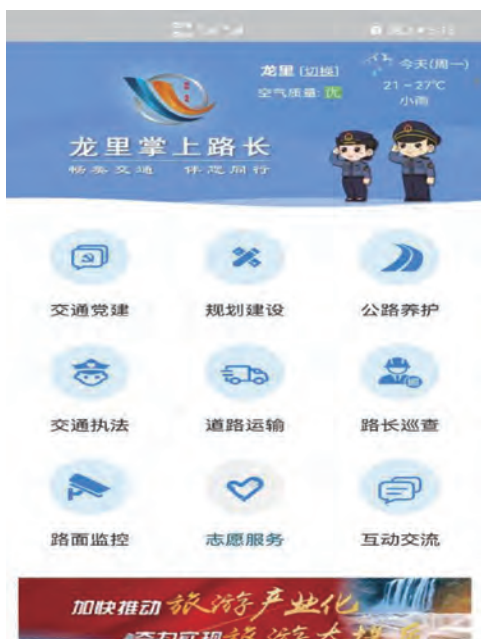 龙里 [切换]
今天(周一)
空气质量: 优
21-27℃
小雨
龙里掌上路长
畅美交通 伴您同行
交通党建 规划建设 公路养护
交通执法 道路运输 路长巡查
路面监控 志愿服务 互动交流
加快推动旅游产业化